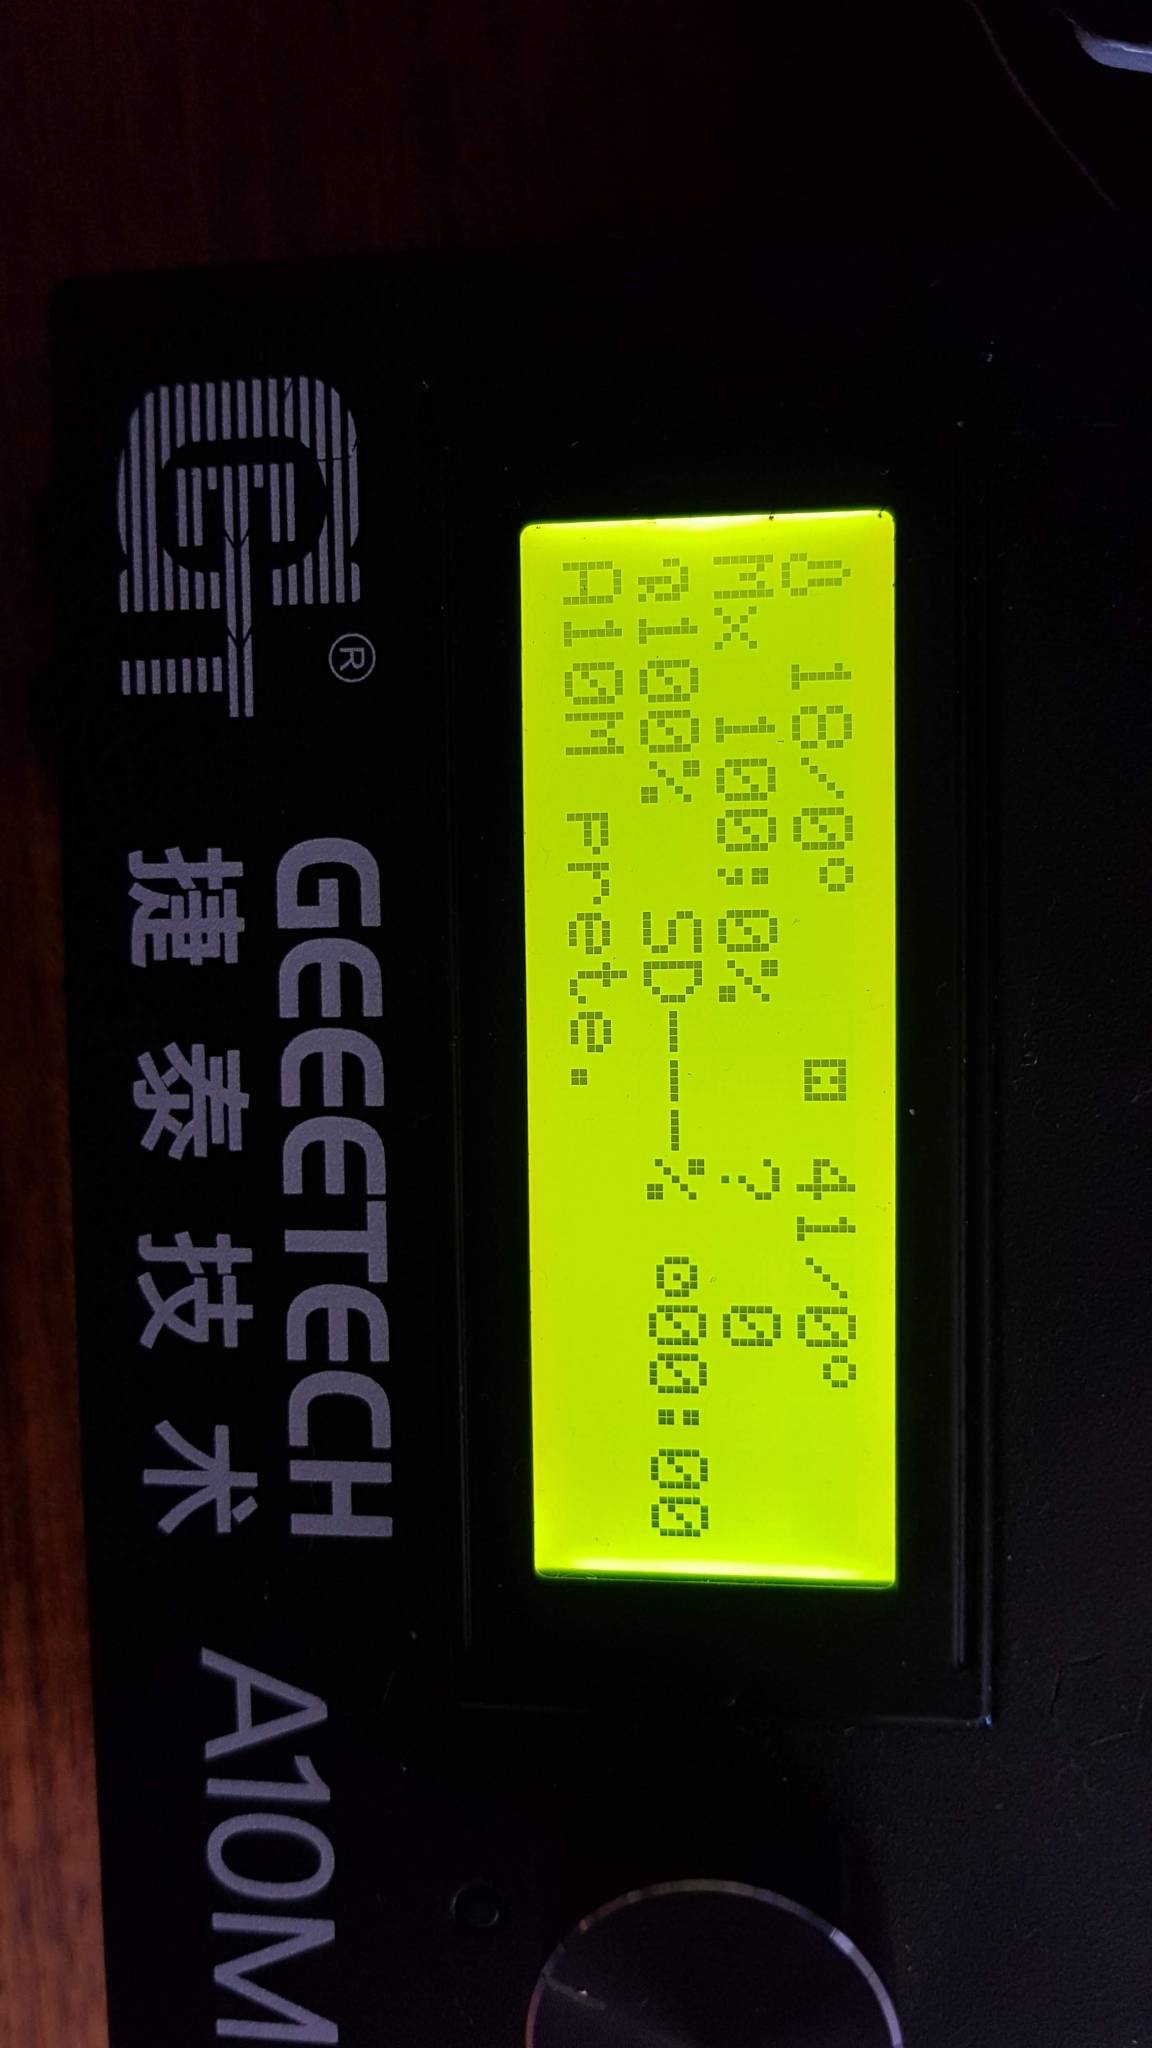 18/0° 41/0°
Mx 100;0% ? 0
100% SD---% 000:00
A10M Prete.
GEEETECH A10M
捷泰技术
GT ®